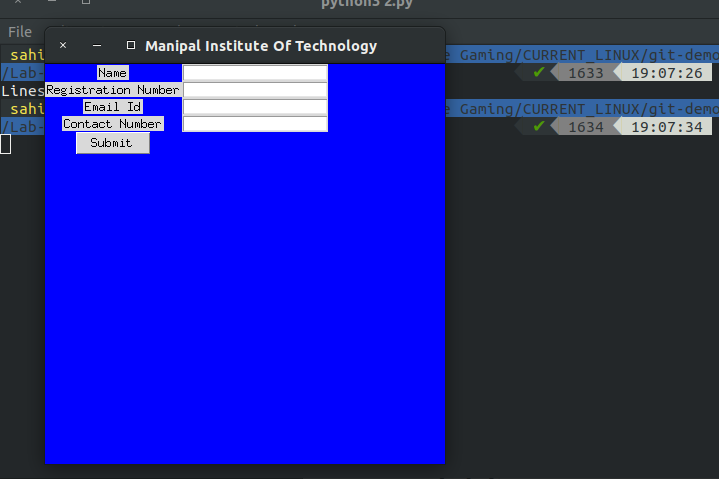 python3 2.py
File
Manipal Institute Of Technology
sahi
e Gaming/CURRENT_LINUX/git-demo
/Lab-
✔ 1633 19:07:26
Lines
sahi
e Gaming/CURRENT_LINUX/git-demo
/Lab-
✔ 1634 19:07:34
Name
Registration Number
Email Id
Contact Number
Submit